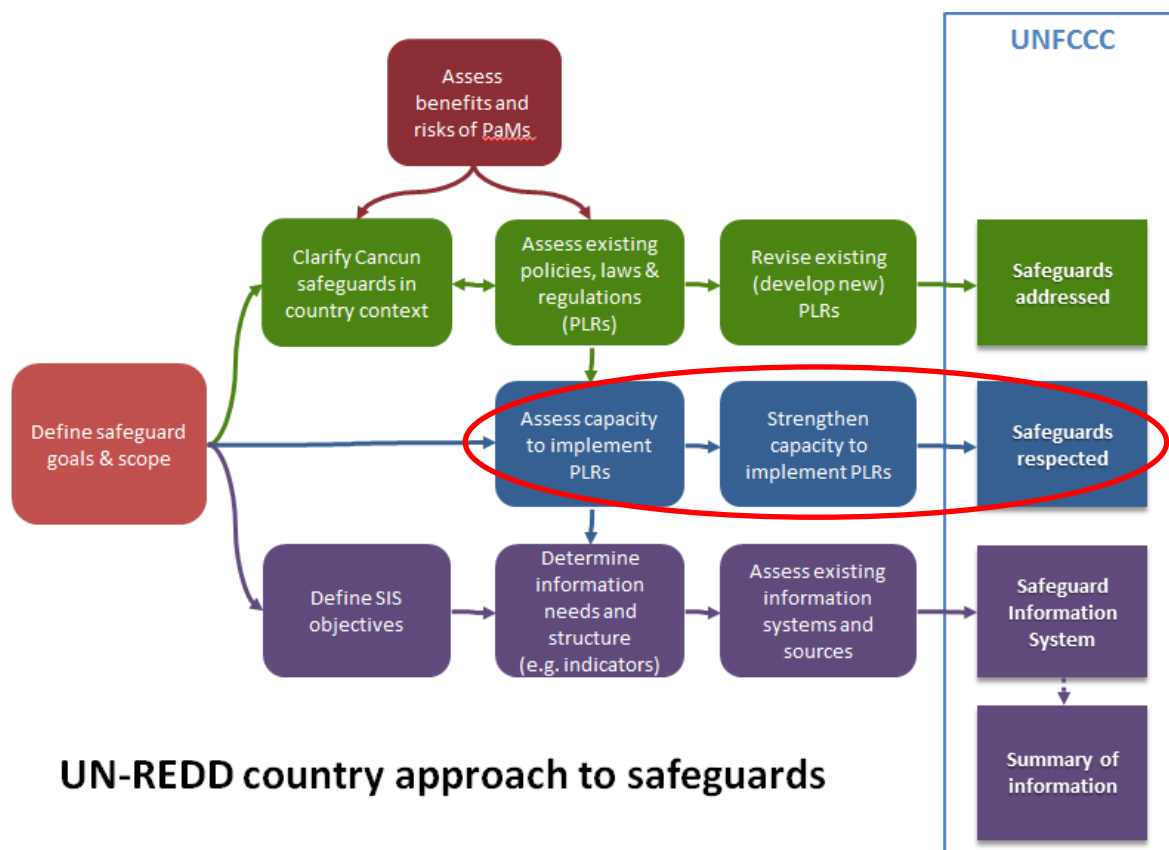 UNFCCC
Assess
benefits and
risks of PaMs
Clarify Cancun
safeguards in
country context
Assess existing
policies, laws &
regulations
(PLRs)
Revise existing
(develop new)
PLRs
Safeguards
addressed
Define safeguard
goals & scope
Assess capacity
to implement
PLRs
Strengthen
capacity to
implement PLRs
Safeguards
respected
Define SIS
objectives
Determine
information
needs and
structure
(e.g. indicators)
Assess existing
information
systems and
sources
Safeguard
Information
System
UN-REDD country approach to safeguards
Summary of
information